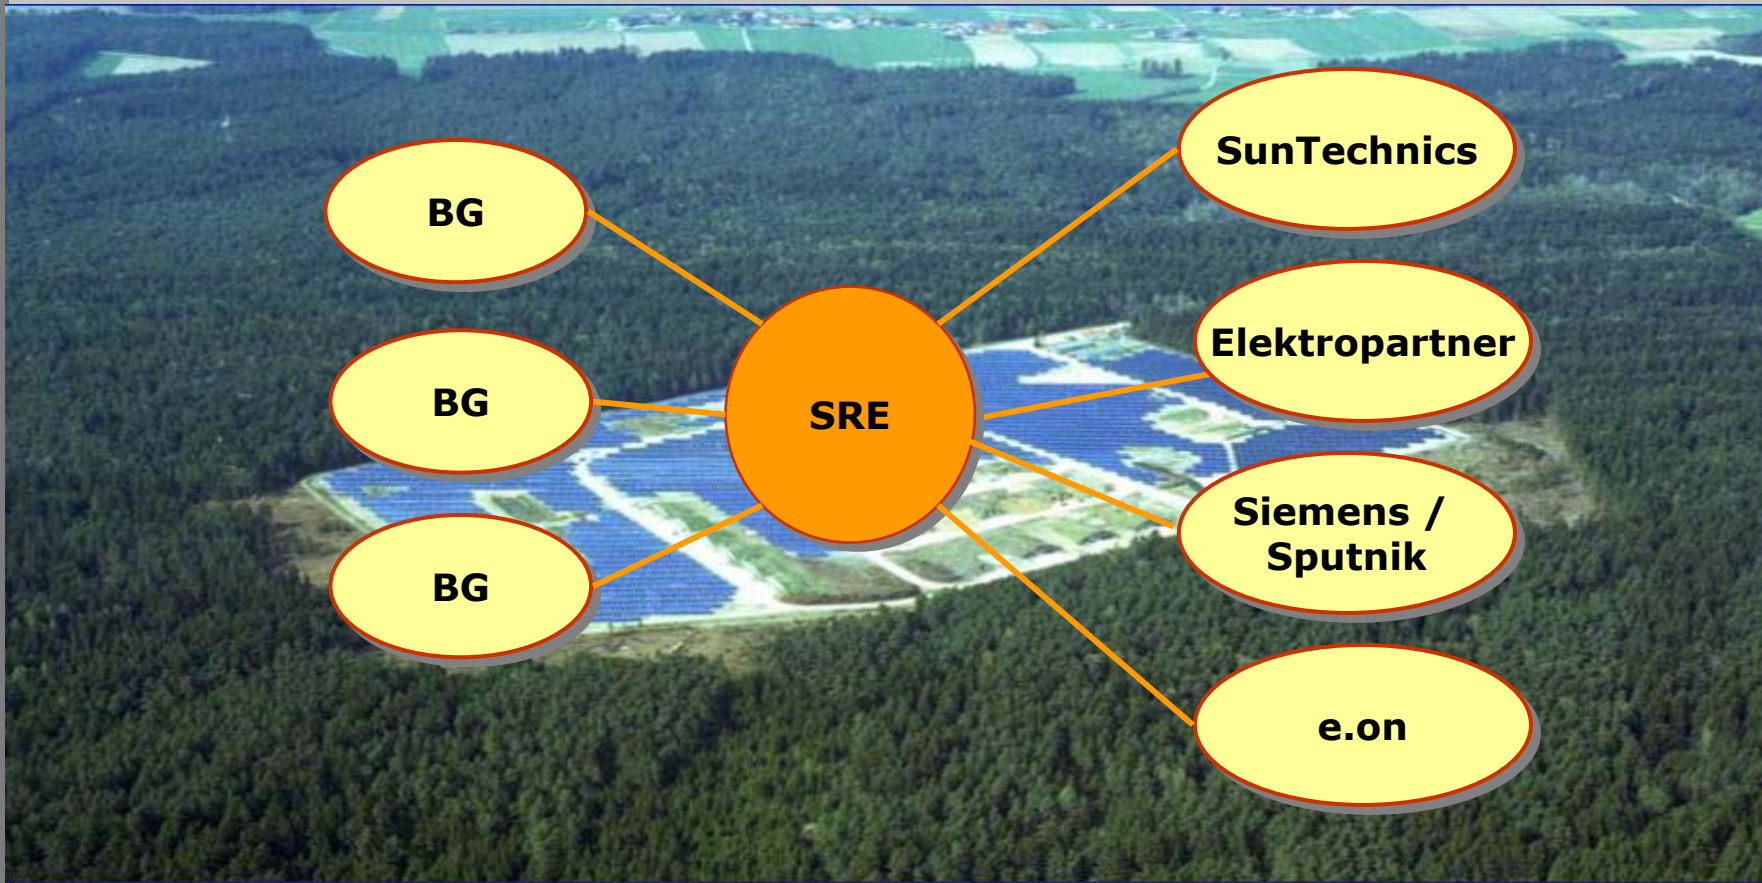 BG
BG
BG
SRE
SunTechnics
Elektropartner
Siemens /
Sputnik
e.on